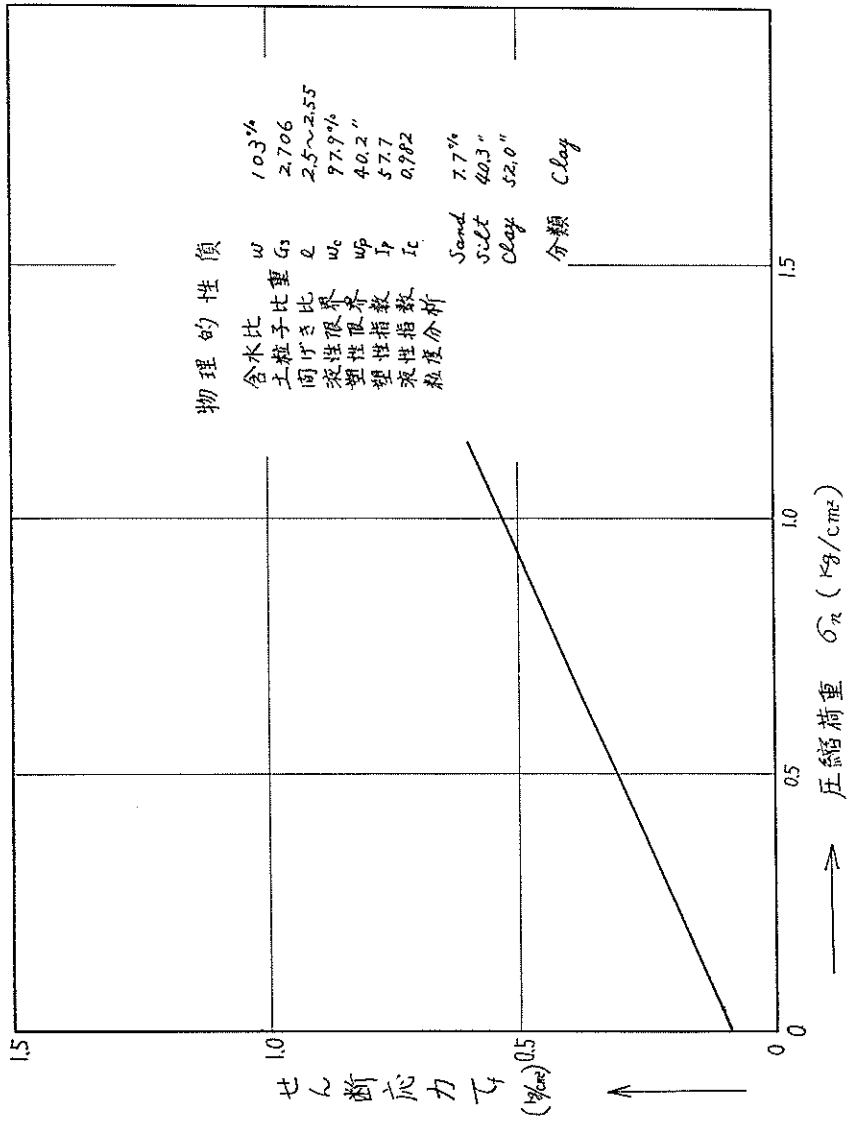 物理的性質
含水比 w 103%
土粒子比重 Gs 2.706
間げき比 e 2.5~2.55
液性限界 WL 97.9%
塑性限界 Wp 40.2〃
塑性指数 Ip 57.7
液性指数 Ic 0.982
粒度分析
Sand 7.7%
Silt 40.3〃
Clay 52.0〃
分類 Clay
1.5
1.0
0.5
0
せん断応力 τf
(kg/cm²)
0
0.5
1.0
1.5
圧縮荷重 σn (kg/cm²)